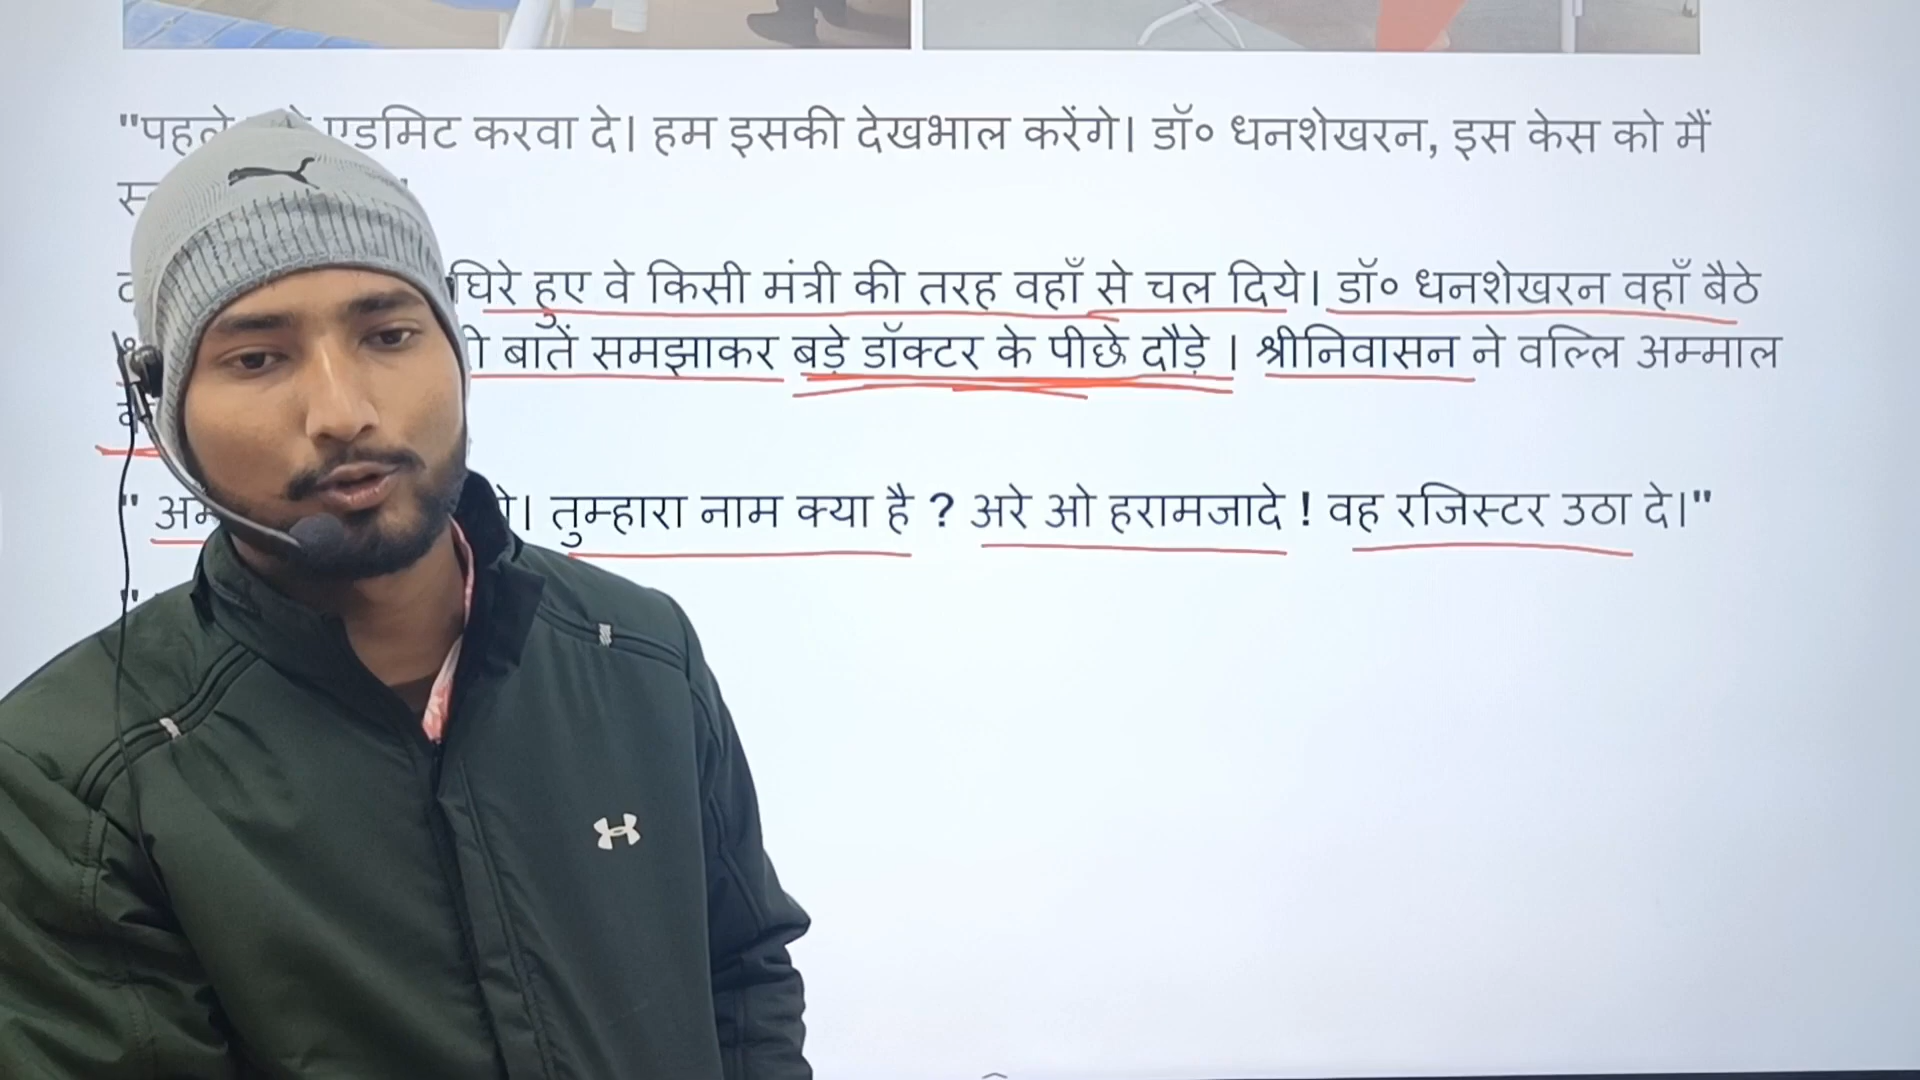 "पहले एडमिट करवा दे। हम इसकी देखभाल करेंगे। डॉ० धनशेखरन, इस केस को मैं
घिरे हुए वे किसी मंत्री की तरह वहाँ से चल दिये। डॉ० धनशेखरन वहाँ बैठे
बातें समझाकर बड़े डॉक्टर के पीछे दौड़े । श्रीनिवासन ने वल्लि अम्माल
" तुम्हारा नाम क्या है ? अरे ओ हरामजादे ! वह रजिस्टर उठा दे।"
"